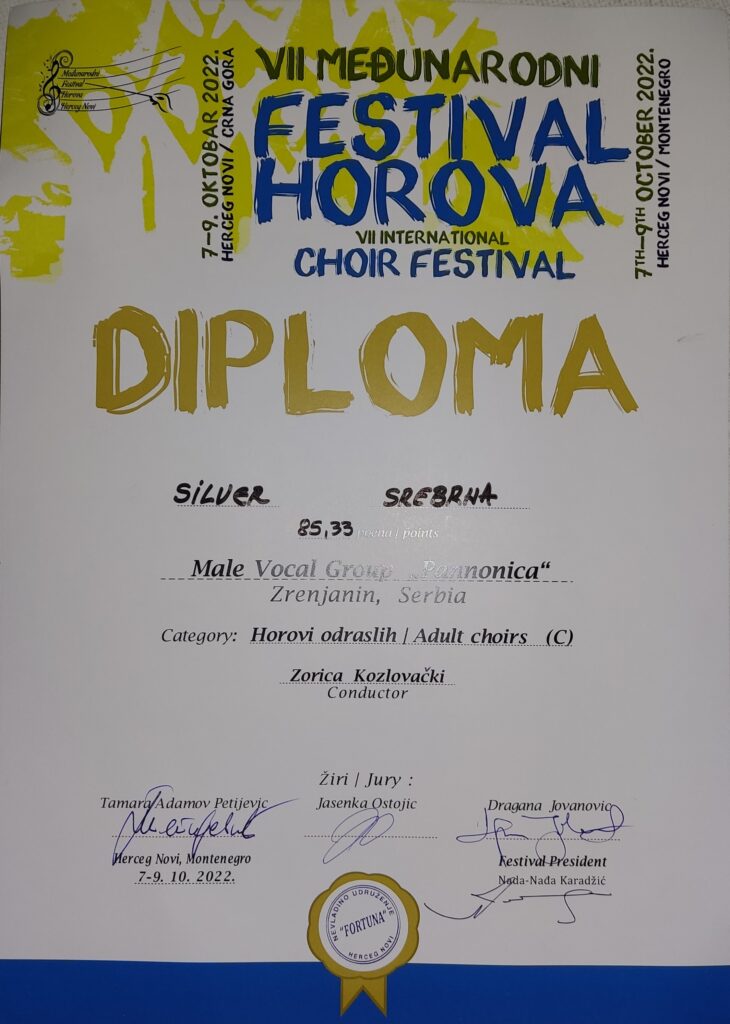 Međunarodni
Festival
Horova
Herceg Novi
7–9. OKTOBAR 2022.
HERCEG NOVI / CRNA GORA
VII MEĐUNARODNI
FESTIVAL
HOROVA
VII INTERNATIONAL
CHOIR FESTIVAL
7TH–9TH OCTOBER 2022.
HERCEG NOVI / MONTENEGRO
DIPLOMA
SILVER SREBRNA
85,33 poena / points
Male Vocal Group „Pannonica“
Zrenjanin, Serbia
Category: Horovi odraslih | Adult choirs (C)
Zorica Kozlovački
Conductor
Žiri | Jury :
Tamara Adamov Petijevic Jasenka Ostojic Dragana Jovanovic
Herceg Novi, Montenegro Festival President
7-9. 10. 2022. Nada-Nađa Karadžić
NEVLADINO UDRUŽENJE
"FORTUNA"
HERCEG NOVI